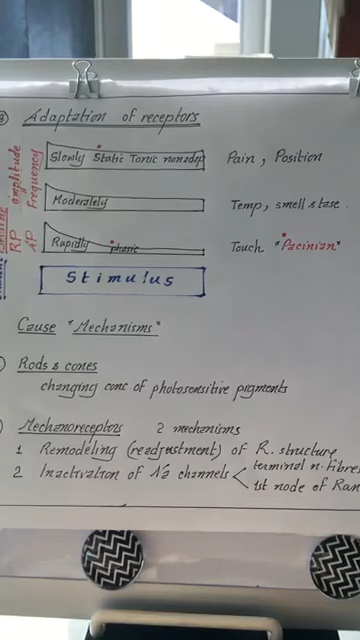 3) Adaptation of receptors
RP amplitude
AP Frequency
Slowly Static Tonic nonadap Pain, Position
Moderately Temp, smell & tase.
Rapidly phasic Touch "Pacinian"
Stimulus
Cause "Mechanisms"
Rods & cones
changing conc of photosensitive pigments
Mechanoreceptors 2 mechanisms
1 Remodeling (readjustment) of R. structure
2 Inactivation of Na channels < terminal n. fibres
1st node of Ran